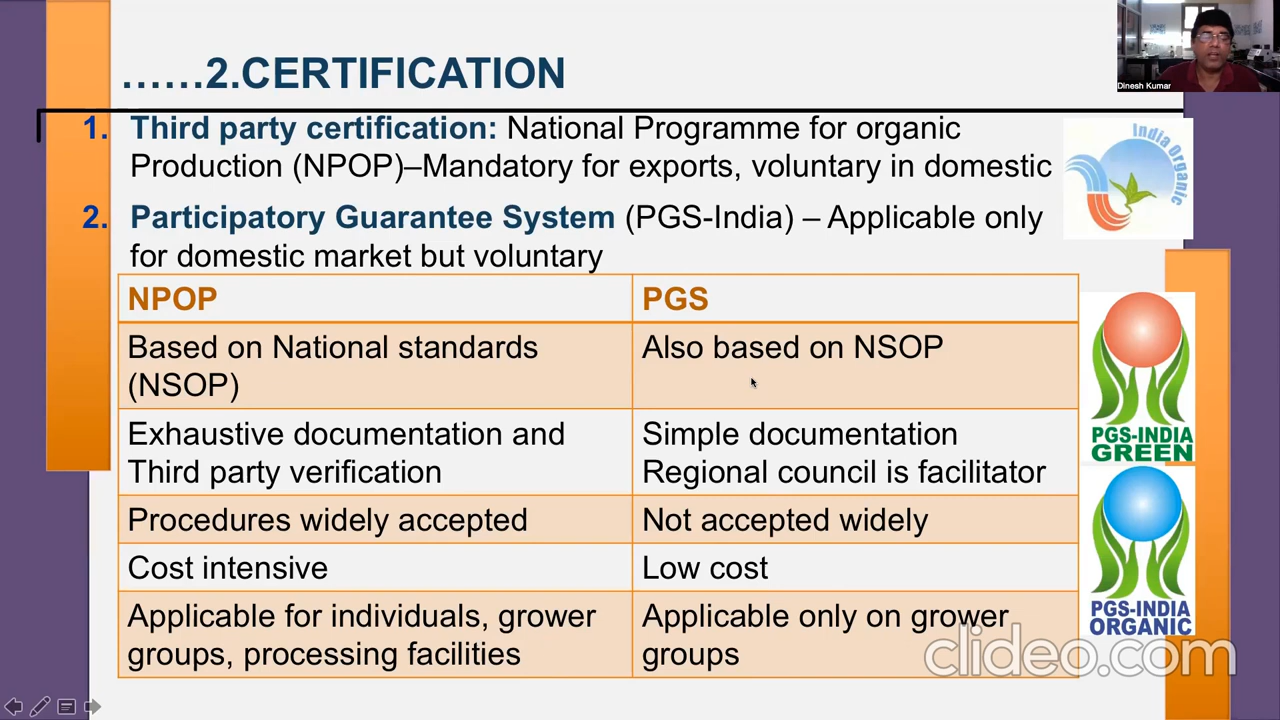 ……2.CERTIFICATION
Dinesh Kumar
1. Third party certification: National Programme for organic
Production (NPOP)–Mandatory for exports, voluntary in domestic
India Organic
2. Participatory Guarantee System (PGS-India) – Applicable only
for domestic market but voluntary
NPOP
PGS
Based on National standards
(NSOP)
Also based on NSOP
Exhaustive documentation and
Third party verification
Simple documentation
Regional council is facilitator
Procedures widely accepted
Not accepted widely
Cost intensive
Low cost
Applicable for individuals, grower
groups, processing facilities
Applicable only on grower
groups
PGS-INDIA
GREEN
PGS-INDIA
ORGANIC
clideo.com